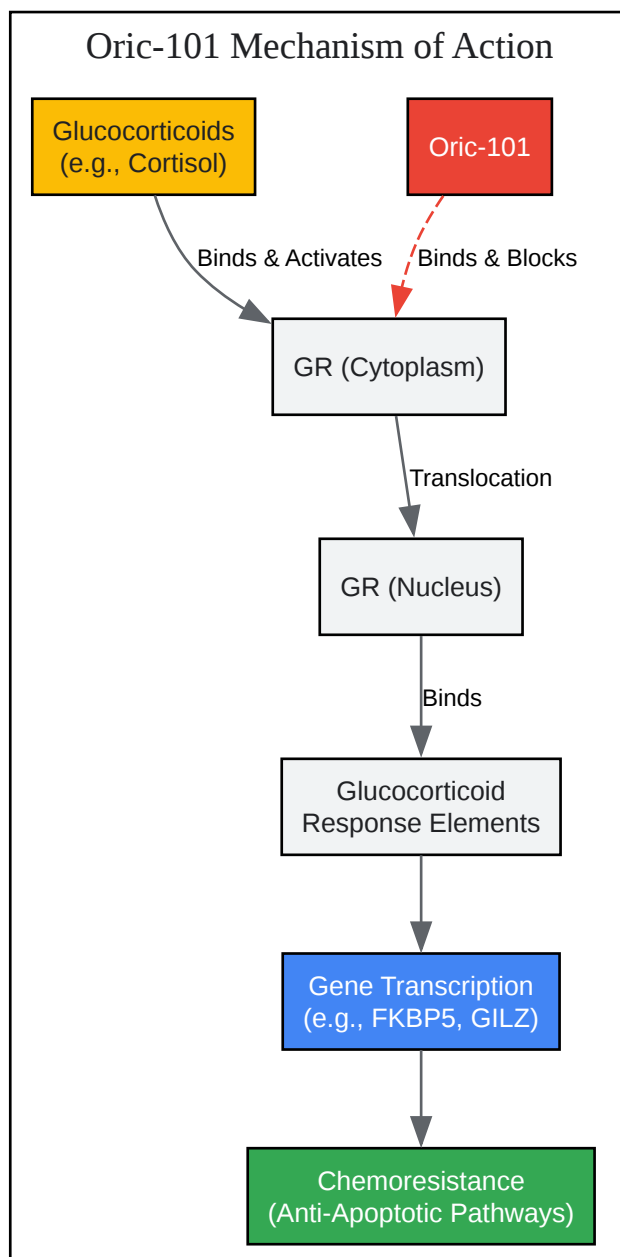 Oric-101 Mechanism of Action
Glucocorticoids
(e.g., Cortisol)
Oric-101
Binds & Activates
Binds & Blocks
GR (Cytoplasm)
Translocation
GR (Nucleus)
Binds
Glucocorticoid
Response Elements
Gene Transcription
(e.g., FKBP5, GILZ)
Chemoresistance
(Anti-Apoptotic Pathways)